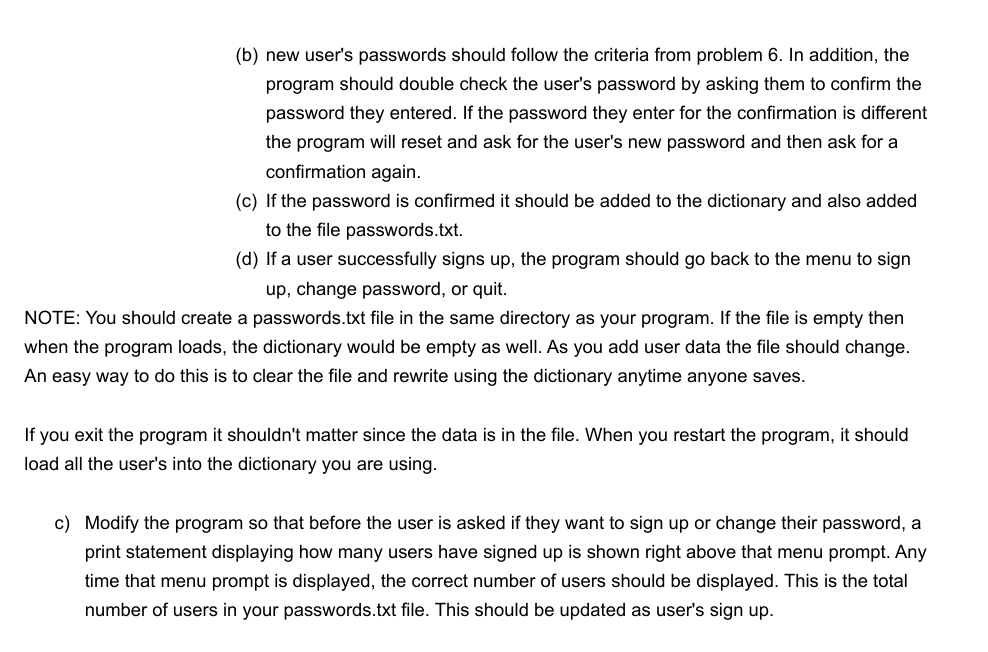 (b) new user's passwords should follow the criteria from problem 6. In addition, the
program should double check the user's password by asking them to confirm the
password they entered. If the password they enter for the confirmation is different
the program will reset and ask for the user's new password and then ask for a
confirmation again.
(c) If the password is confirmed it should be added to the dictionary and also added
to the file passwords.txt.
(d) If a user successfully signs up, the program should go back to the menu to sign
up, change password, or quit.
NOTE: You should create a passwords.txt file in the same directory as your program. If the file is empty then
when the program loads, the dictionary would be empty as well. As you add user data the file should change.
An easy way to do this is to clear the file and rewrite using the dictionary anytime anyone saves.
If you exit the program it shouldn't matter since the data is in the file. When you restart the program, it should
load all the user's into the dictionary you are using.
c) Modify the program so that before the user is asked if they want to sign up or change their password, a
print statement displaying how many users have signed up is shown right above that menu prompt. Any
time that menu prompt is displayed, the correct number of users should be displayed. This is the total
number of users in your passwords.txt file. This should be updated as user's sign up.